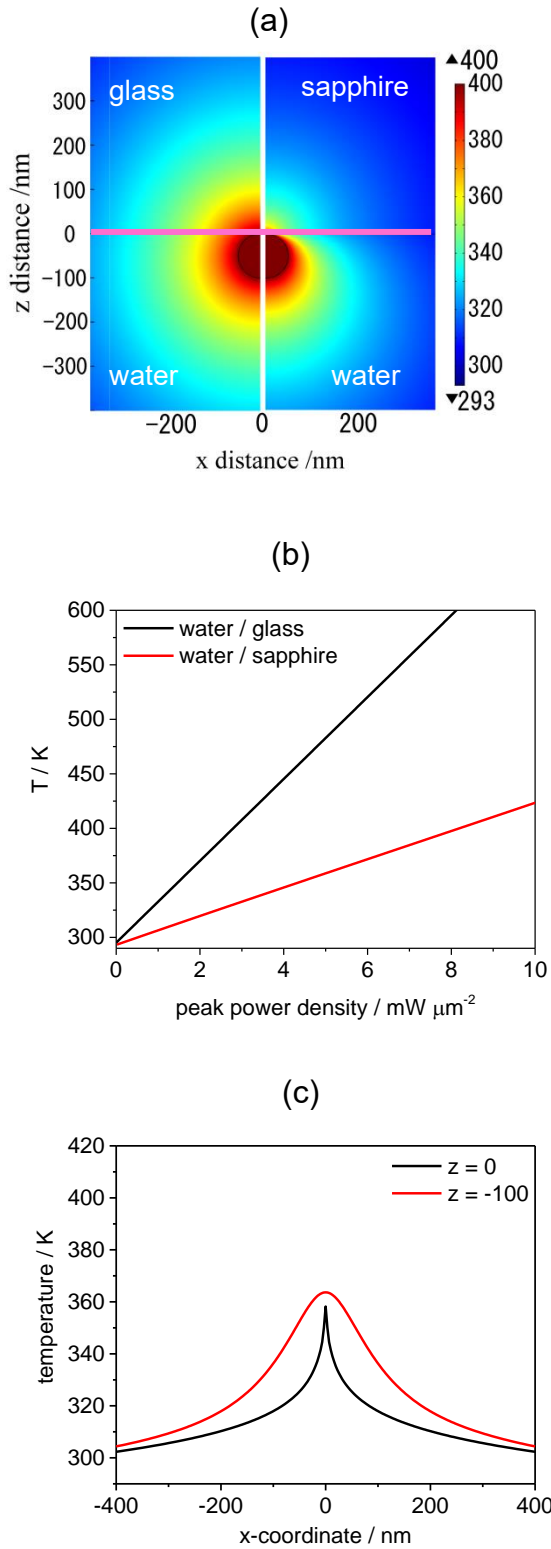 (a)
glass
sapphire
▲400
400
380
360
340
320
300
▼293
400
300
200
100
0
−100
−200
−300
z distance /nm
water
water
−200
0
200
x distance /nm
(b)
water / glass
water / sapphire
600
550
500
450
400
350
300
T / K
0
2
4
6
8
10
peak power density / mW μm-2
(c)
z = 0
z = -100
420
400
380
360
340
320
300
temperature / K
-400
-200
0
200
400
x-coordinate / nm